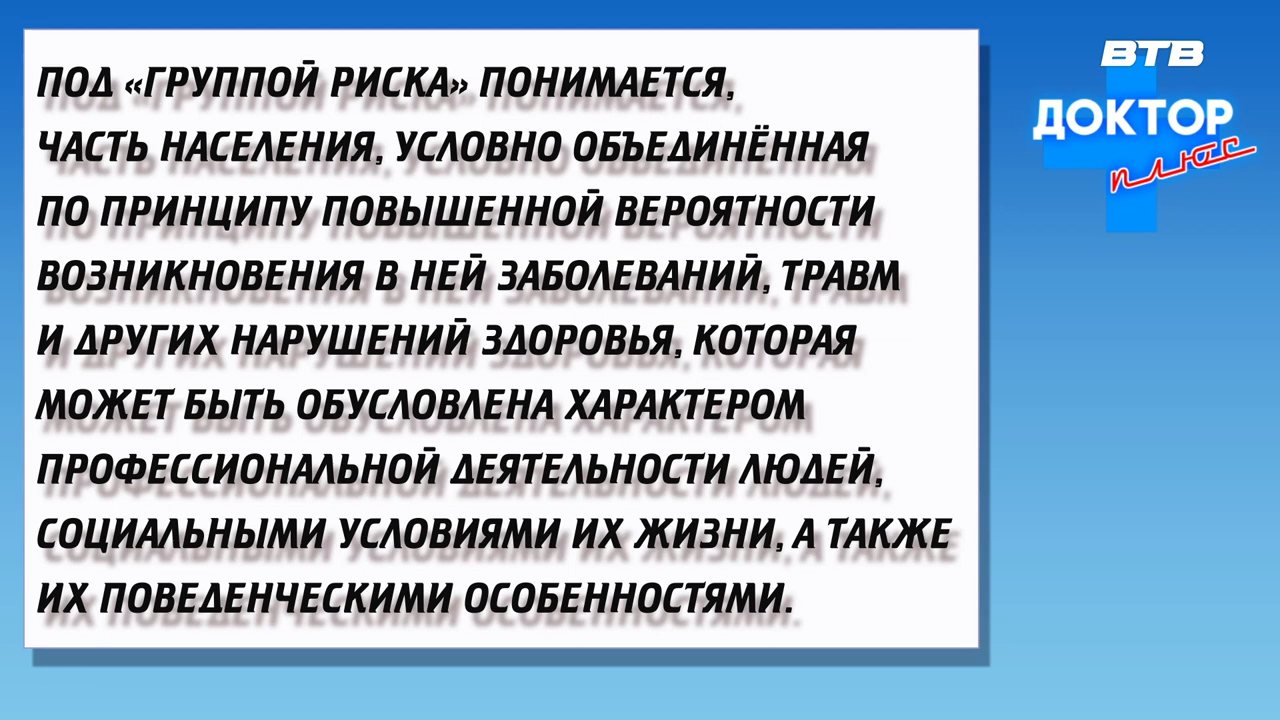 ПОД «ГРУППОЙ РИСКА» ПОНИМАЕТСЯ,
ЧАСТЬ НАСЕЛЕНИЯ, УСЛОВНО ОБЪЕДИНЁННАЯ
ПО ПРИНЦИПУ ПОВЫШЕННОЙ ВЕРОЯТНОСТИ
ВОЗНИКНОВЕНИЯ В НЕЙ ЗАБОЛЕВАНИЙ, ТРАВМ
И ДРУГИХ НАРУШЕНИЙ ЗДОРОВЬЯ, КОТОРАЯ
МОЖЕТ БЫТЬ ОБУСЛОВЛЕНА ХАРАКТЕРОМ
ПРОФЕССИОНАЛЬНОЙ ДЕЯТЕЛЬНОСТИ ЛЮДЕЙ,
СОЦИАЛЬНЫМИ УСЛОВИЯМИ ИХ ЖИЗНИ, А ТАКЖЕ
ИХ ПОВЕДЕНЧЕСКИМИ ОСОБЕННОСТЯМИ.
ВТВ
ДОКТОР
плюс